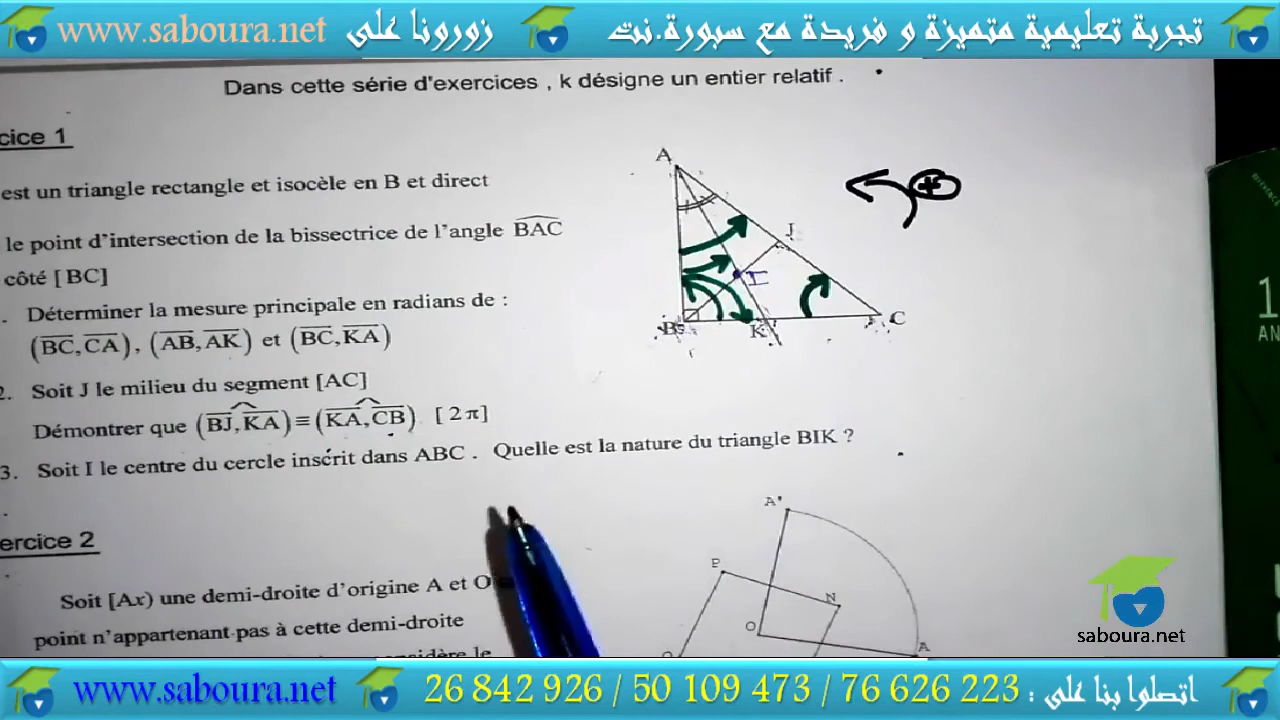 www.saboura.net زورونا على تجربة تعليمية متميزة و فريدة مع سبورة.نت
Dans cette série d'exercices , k désigne un entier relatif .
cice 1
est un triangle rectangle et isocèle en B et direct
le point d'intersection de la bissectrice de l'angle BAC
côté [ BC]
. Déterminer la mesure principale en radians de :
(BC,CA) , (AB,AK) et (BC,KA)
2. Soit J le milieu du segment [AC]
Démontrer que (BJ,KA) ≡ (KA,CB) [ 2π]
3. Soit I le centre du cercle inscrit dans ABC . Quelle est la nature du triangle BIK ?
A
J
I
B
K
C
+
ercice 2
Soit [Ax) une demi-droite d'origine A et O
point n'appartenant pas à cette demi-droite
A'
P
N
O
A
saboura.net
www.saboura.net 26 842 926 / 50 109 473 / 76 626 223 : اتصلوا بنا على